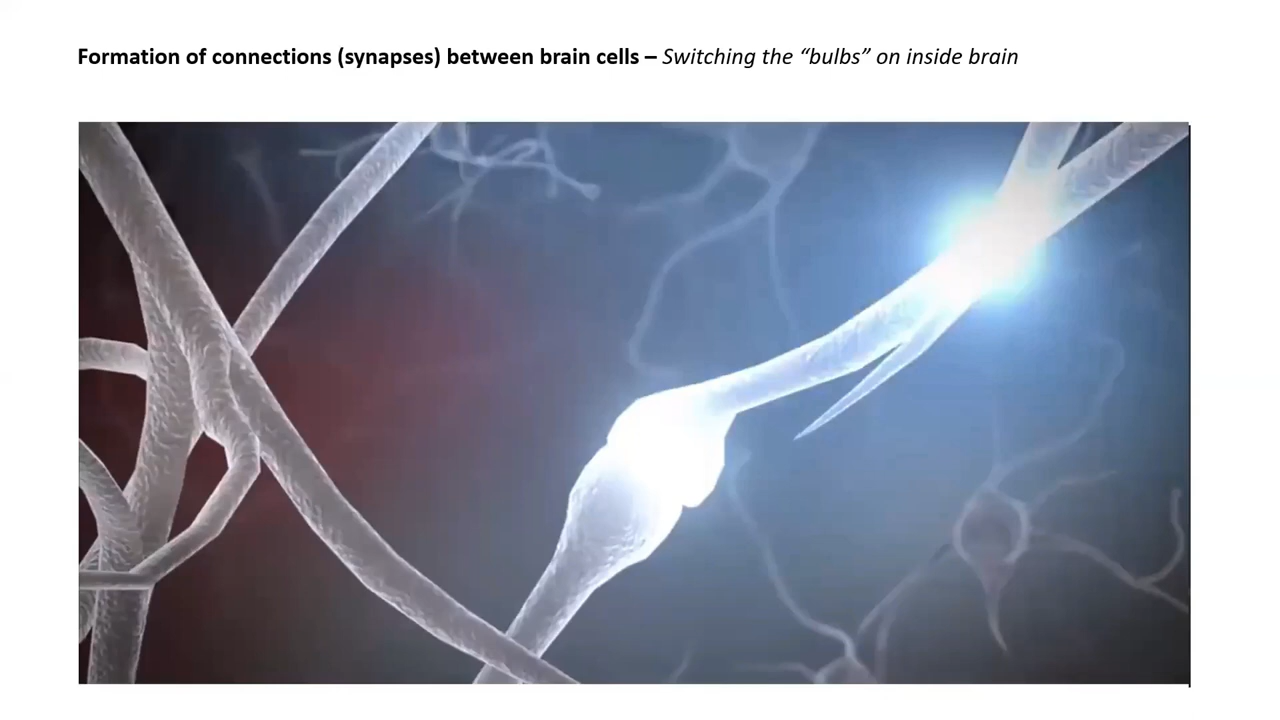 Formation of connections (synapses) between brain cells – Switching the “bulbs” on inside brain